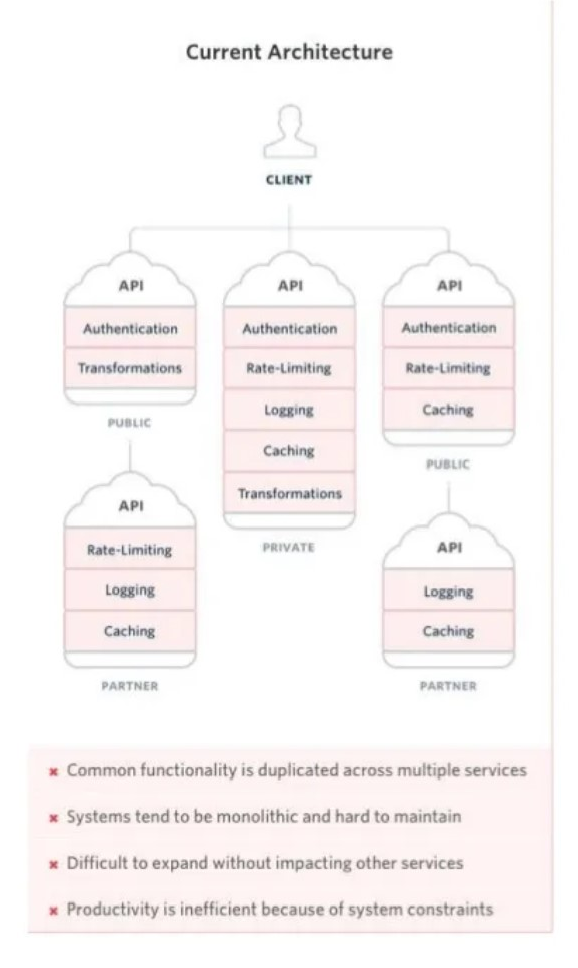 Current Architecture
CLIENT
API
Authentication
Transformations
PUBLIC
API
Rate-Limiting
Logging
Caching
PARTNER
API
Authentication
Rate-Limiting
Logging
Caching
Transformations
PRIVATE
API
Authentication
Rate-Limiting
Caching
PUBLIC
API
Logging
Caching
PARTNER
× Common functionality is duplicated across multiple services
× Systems tend to be monolithic and hard to maintain
× Difficult to expand without impacting other services
× Productivity is inefficient because of system constraints